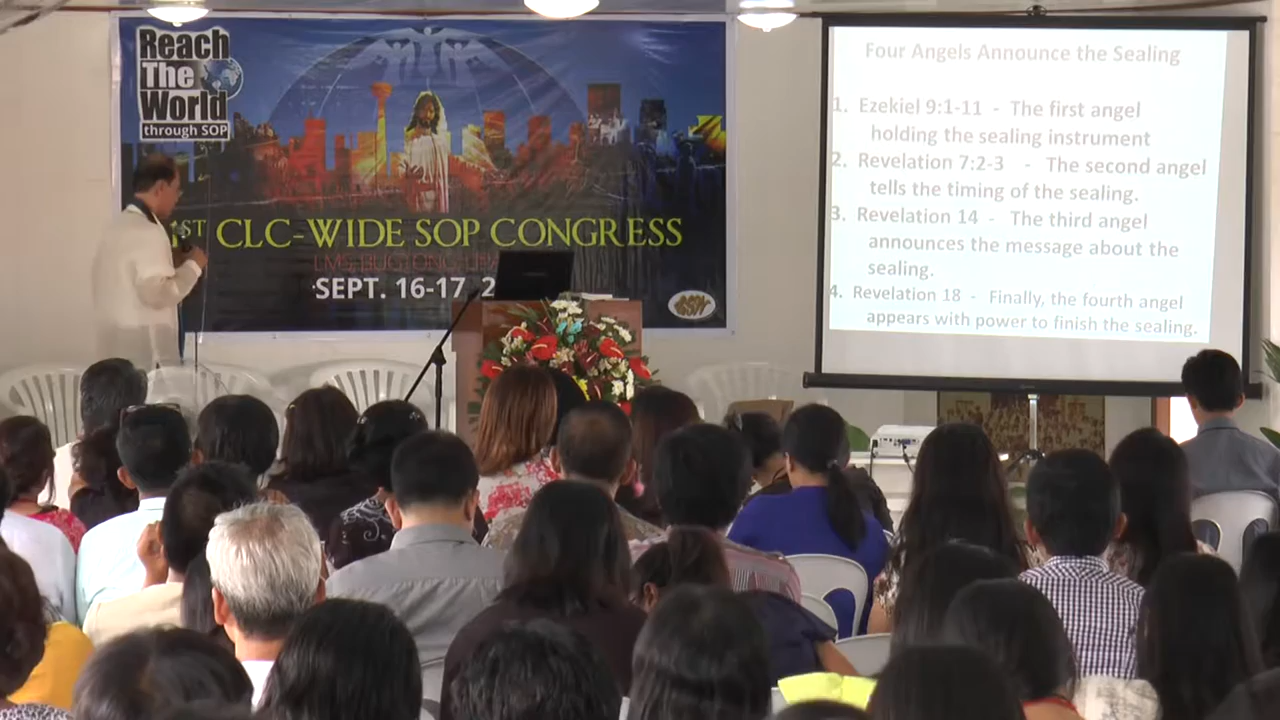 Reach
The
World
through SOP
1ST CLC-WIDE SOP CONGRESS
LMS, BUGTONG
SEPT. 16-17, 2
Four Angels Announce the Sealing
1. Ezekiel 9:1-11 - The first angel
holding the sealing instrument
2. Revelation 7:2-3 - The second angel
tells the timing of the sealing.
3. Revelation 14 - The third angel
announces the message about the
sealing.
4. Revelation 18 - Finally, the fourth angel
appears with power to finish the sealing.